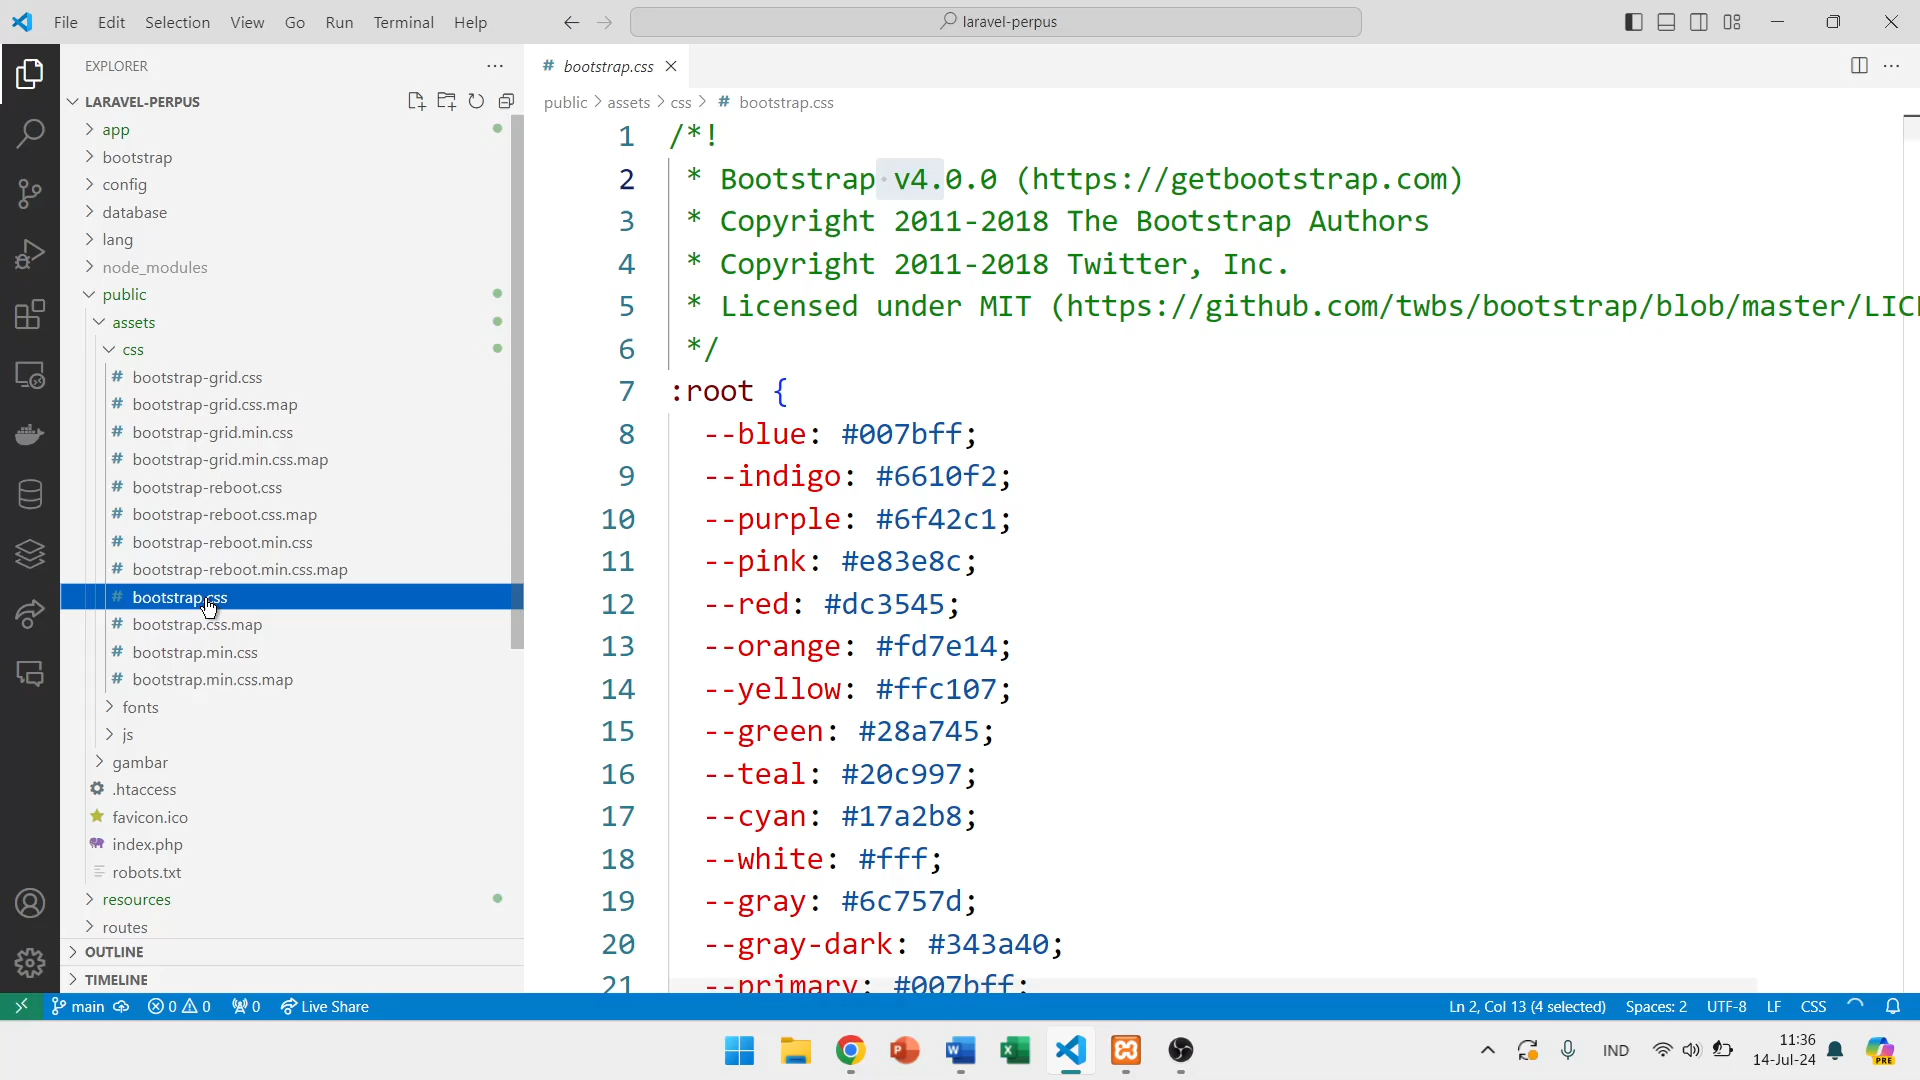 File Edit Selection View Go Run Terminal Help
laravel-perpus
EXPLORER
LARAVEL-PERPUS
app
bootstrap
config
database
lang
node_modules
public
assets
css
bootstrap-grid.css
bootstrap-grid.css.map
bootstrap-grid.min.css
bootstrap-grid.min.css.map
bootstrap-reboot.css
bootstrap-reboot.css.map
bootstrap-reboot.min.css
bootstrap-reboot.min.css.map
bootstrap.css
bootstrap.css.map
bootstrap.min.css
bootstrap.min.css.map
fonts
js
gambar
.htaccess
favicon.ico
index.php
robots.txt
resources
routes
OUTLINE
TIMELINE
# bootstrap.css
public > assets > css > # bootstrap.css
1 /*!
2 * Bootstrap v4.0.0 (https://getbootstrap.com)
3 * Copyright 2011-2018 The Bootstrap Authors
4 * Copyright 2011-2018 Twitter, Inc.
5 * Licensed under MIT (https://github.com/twbs/bootstrap/blob/master/LIC
6 */
7 :root {
8 --blue: #007bff;
9 --indigo: #6610f2;
10 --purple: #6f42c1;
11 --pink: #e83e8c;
12 --red: #dc3545;
13 --orange: #fd7e14;
14 --yellow: #ffc107;
15 --green: #28a745;
16 --teal: #20c997;
17 --cyan: #17a2b8;
18 --white: #fff;
19 --gray: #6c757d;
20 --gray-dark: #343a40;
21 --primary: #007bff;
main 0 0 0 Live Share Ln 2, Col 13 (4 selected) Spaces: 2 UTF-8 LF CSS
IND
11:36
14-Jul-24
PRE